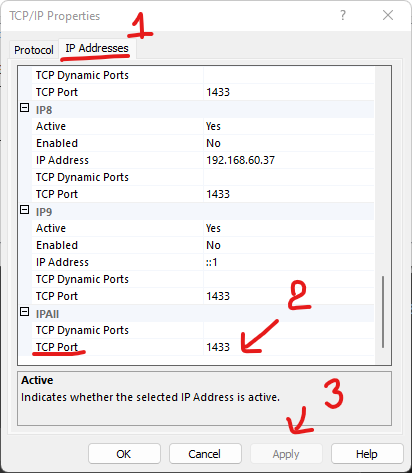 TCP/IP Properties
1
Protocol IP Addresses
TCP Dynamic Ports
TCP Port 1433
IP8
Active Yes
Enabled No
IP Address 192.168.60.37
TCP Dynamic Ports
TCP Port 1433
IP9
Active Yes
Enabled No
IP Address ::1
TCP Dynamic Ports
TCP Port 1433
2
IPAll
TCP Dynamic Ports
TCP Port 1433
Active
Indicates whether the selected IP Address is active.
3
OK Cancel Apply Help